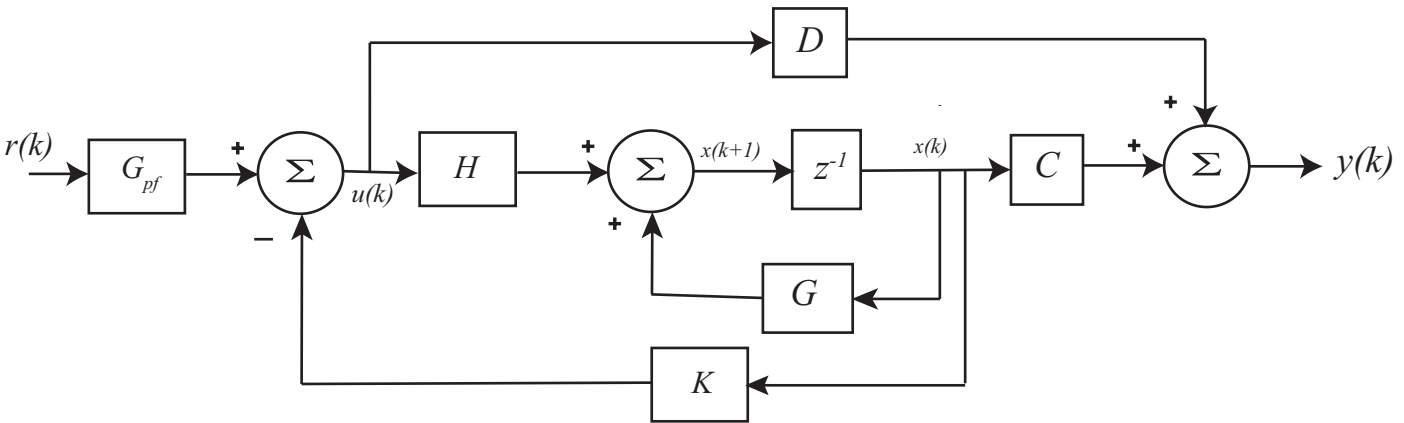 D
r(k)
G_pf
+
Σ
u(k)
H
+
Σ
x(k+1)
z^-1
x(k)
C
+
+
Σ
y(k)
−
+
G
K